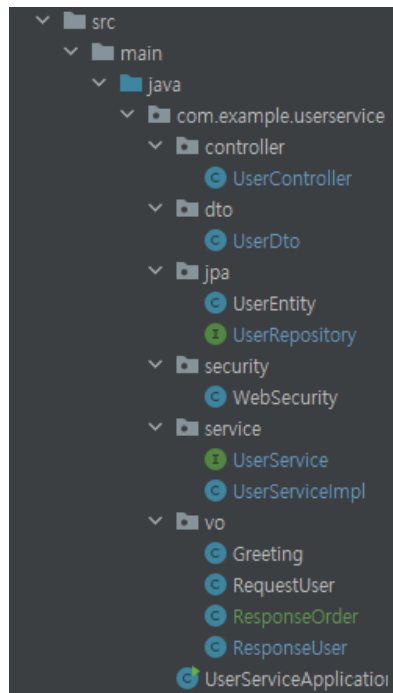 src
main
java
com.example.userservice
controller
UserController
dto
UserDto
jpa
UserEntity
UserRepository
security
WebSecurity
service
UserService
UserServiceImpl
vo
Greeting
RequestUser
ResponseOrder
ResponseUser
UserServiceApplication